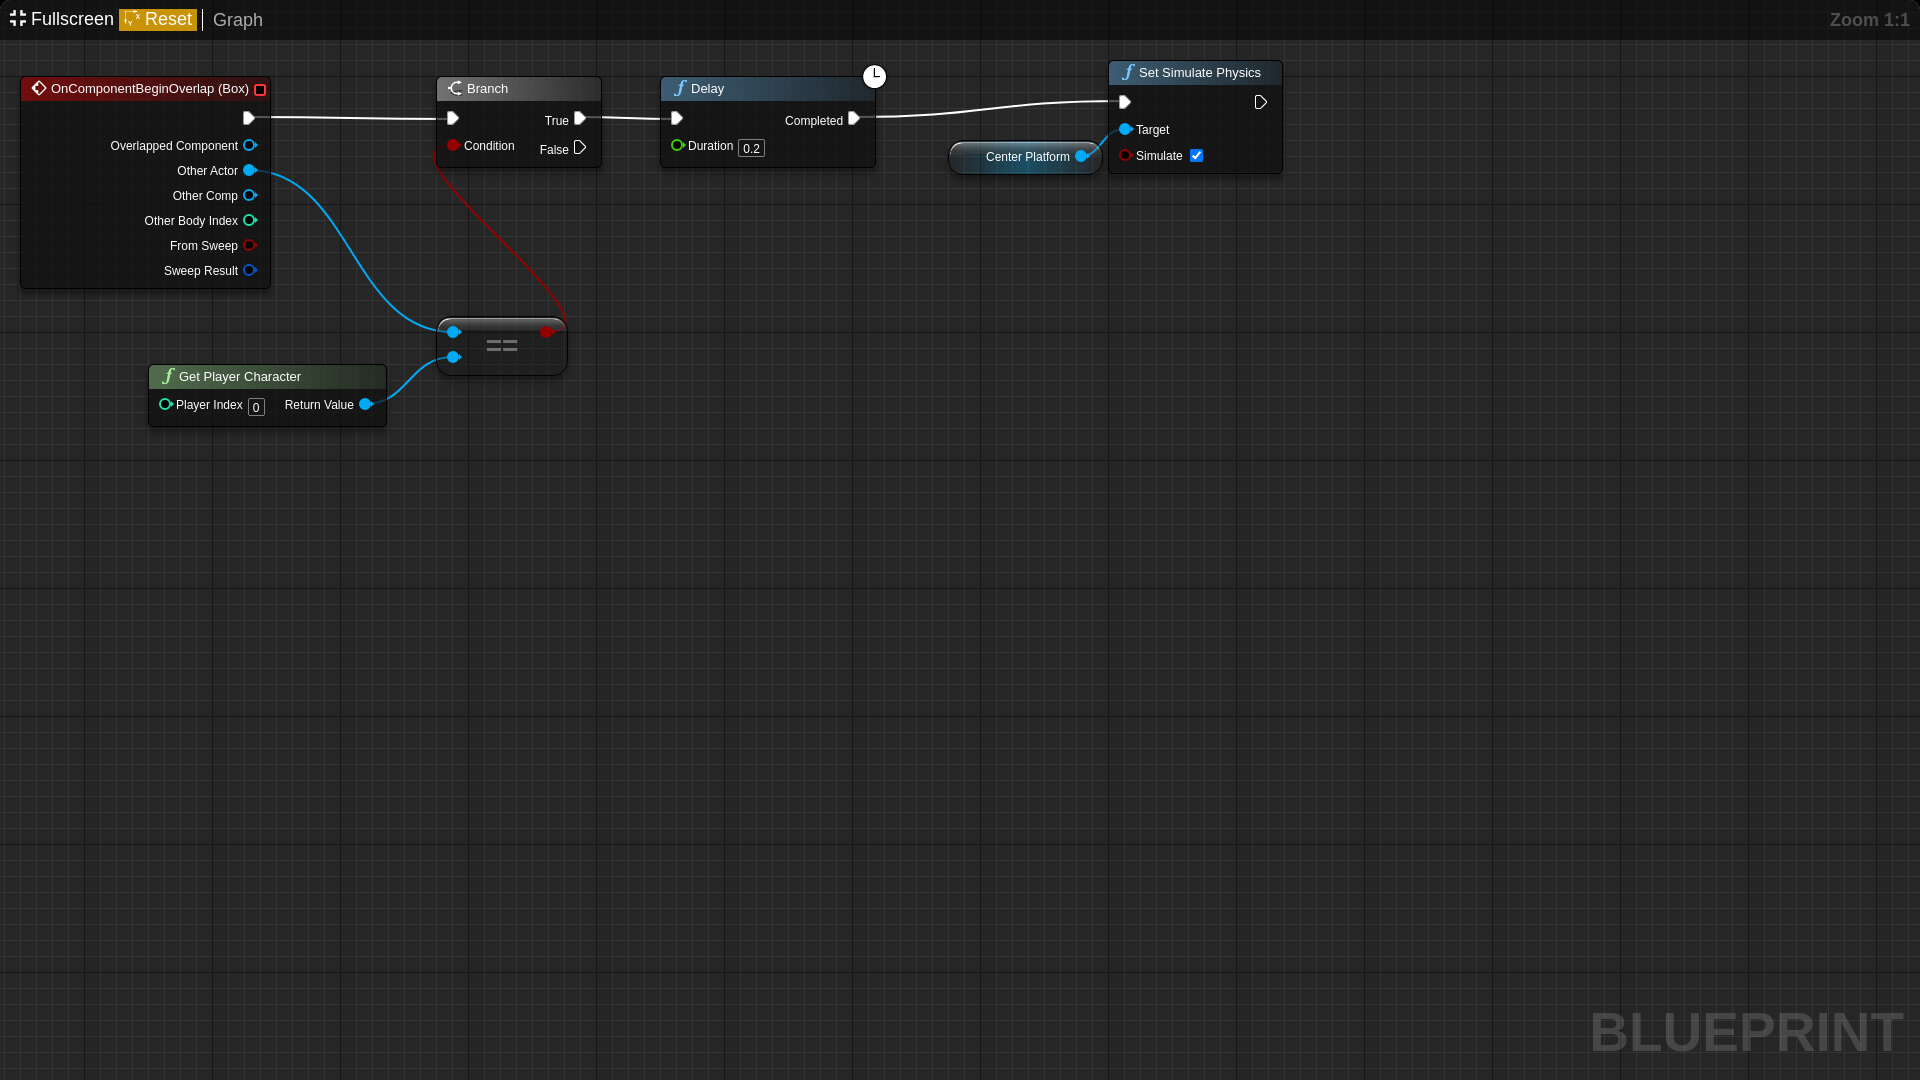 Fullscreen Reset Graph Zoom 1:1
OnComponentBeginOverlap (Box)
Overlapped Component
Other Actor
Other Comp
Other Body Index
From Sweep
Sweep Result
Branch
True
Condition
False
Delay
Completed
Duration 0.2
Center Platform
Set Simulate Physics
Target
Simulate
==
f Get Player Character
Player Index 0 Return Value
BLUEPRINT